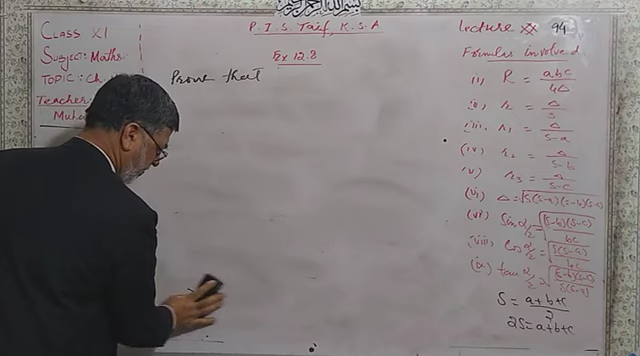 بسم الله الرحمن الرحيم
CLASS XI
SUBJECT: Maths
TOPIC: Ch
Teacher:
Muha
P.I.S. Taif, K.S.A
Ex 12.8
Prove that
Lecture # 94
Formulas involved
(i) R = abc/4Δ
(ii) r = Δ/s
(iii) r₁ = Δ/s-a
(iv) r₂ = Δ/s-b
(v) r₃ = Δ/s-c
(vi) Δ = √s(s-a)(s-b)(s-c)
(vii) Sin α/2 = √(s-b)(s-c)/bc
(viii) Cos α/2 = √s(s-a)/bc
(ix) tan α/2 = √(s-b)(s-c)/s(s-a)
S = a+b+c/2
2S = a+b+c